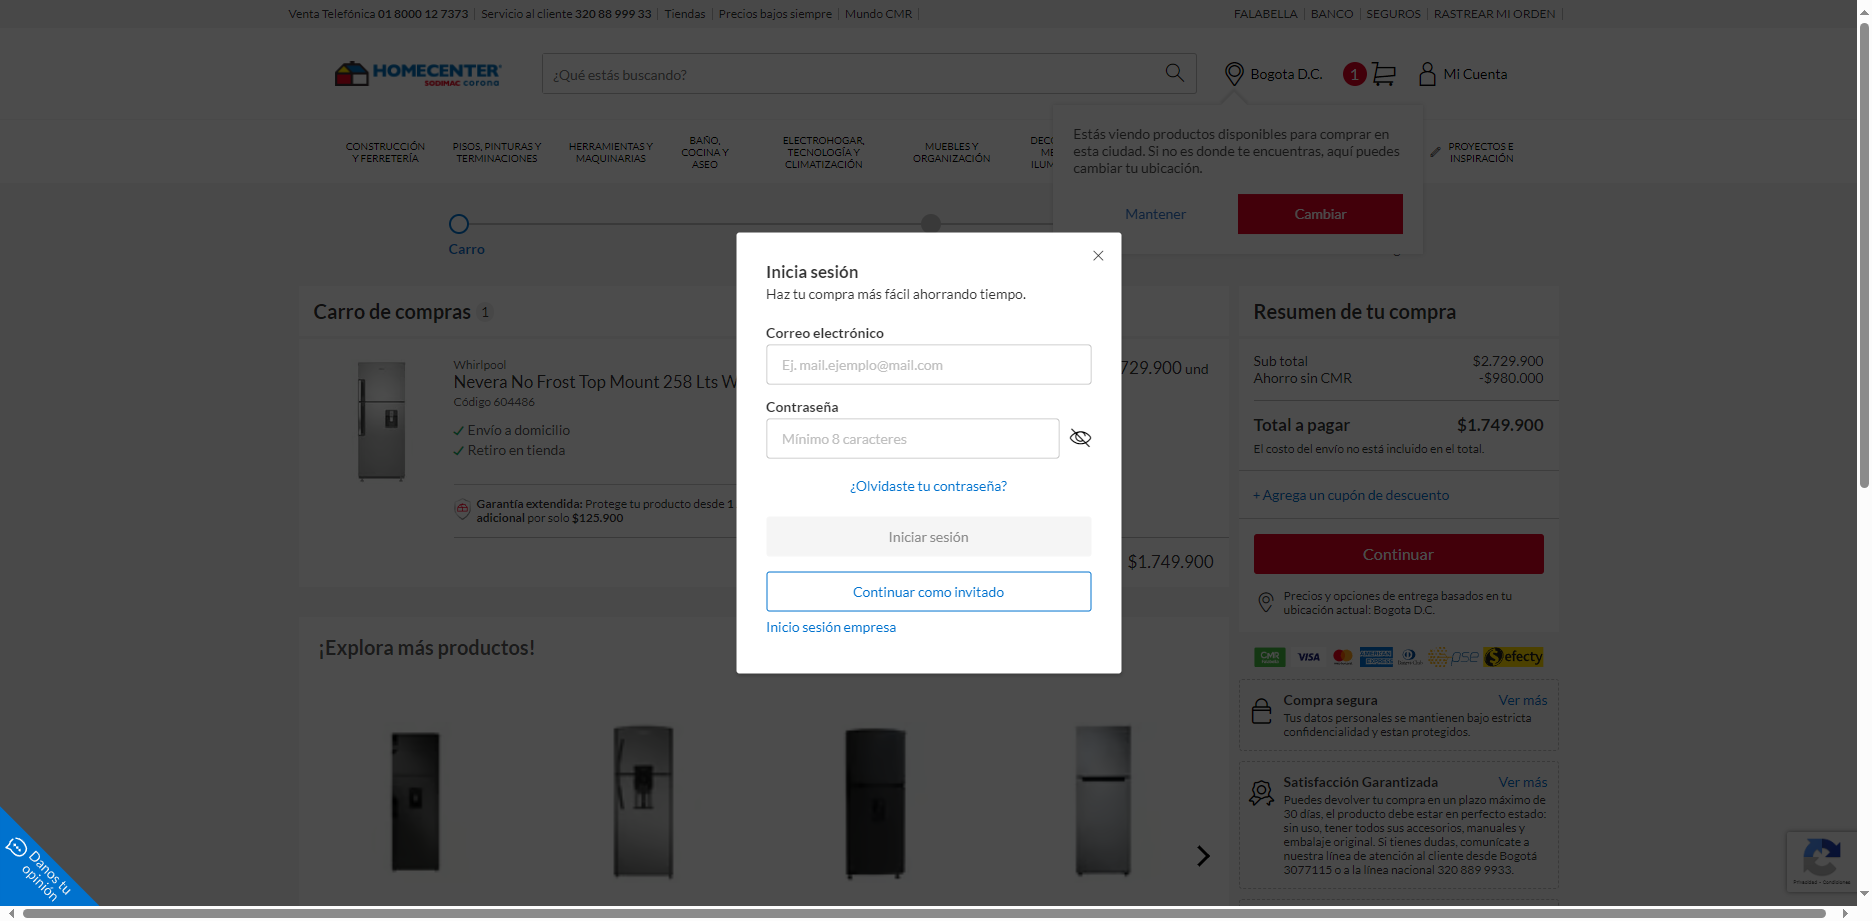 Venta Telefónica 01 8000 12 7373
Servicio al cliente 320 88 999 33
Tiendas
Precios bajos siempre
Mundo CMR
FALABELLA
BANCO
SEGUROS
RASTREAR MI ORDEN
HOMECENTER
SODIMAC corona
¿Qué estás buscando?
Bogota D.C.
1
Mi Cuenta
CONSTRUCCIÓN
Y FERRETERÍA
PISOS, PINTURAS Y
TERMINACIONES
HERRAMIENTAS Y
MAQUINARIAS
BAÑO,
COCINA Y
ASEO
ELECTROHOGAR,
TECNOLOGÍA Y
CLIMATIZACIÓN
MUEBLES Y
ORGANIZACIÓN
PROYECTOS E
INSPIRACIÓN
Estás viendo productos disponibles para comprar en
esta ciudad. Si no es donde te encuentras, aquí puedes
cambiar tu ubicación.
Mantener
Cambiar
Carro
Inicia sesión
Haz tu compra más fácil ahorrando tiempo.
Correo electrónico
Ej. mail.ejemplo@mail.com
Contraseña
Mínimo 8 caracteres
¿Olvidaste tu contraseña?
Iniciar sesión
Continuar como invitado
Inicio sesión empresa
Carro de compras 1
Whirlpool
Nevera No Frost Top Mount 258 Lts W
Código 604486
Envío a domicilio
Retiro en tienda
729.900 und
Garantía extendida: Protege tu producto desde 1
adicional por solo $125.900
$1.749.900
¡Explora más productos!
Resumen de tu compra
Sub total $2.729.900
Ahorro sin CMR -$980.000
Total a pagar $1.749.900
El costo del envío no está incluido en el total.
+ Agrega un cupón de descuento
Continuar
Precios y opciones de entrega basados en tu
ubicación actual: Bogota D.C.
CMR
VISA
AMERICAN EXPRESS
pse
efecty
Compra segura Ver más
Tus datos personales se mantienen bajo estricta
confidencialidad y estan protegidos.
Satisfacción Garantizada Ver más
Puedes devolver tu compra en un plazo máximo de
30 días, el producto debe estar en perfecto estado:
sin uso, tener todos sus accesorios, manuales y
embalaje original. Si tienes dudas, comunícate a
nuestra línea de atención al cliente desde Bogotá
3077115 o a la línea nacional 320 889 9933.
Danos tu
opinión
Privacidad - Condiciones